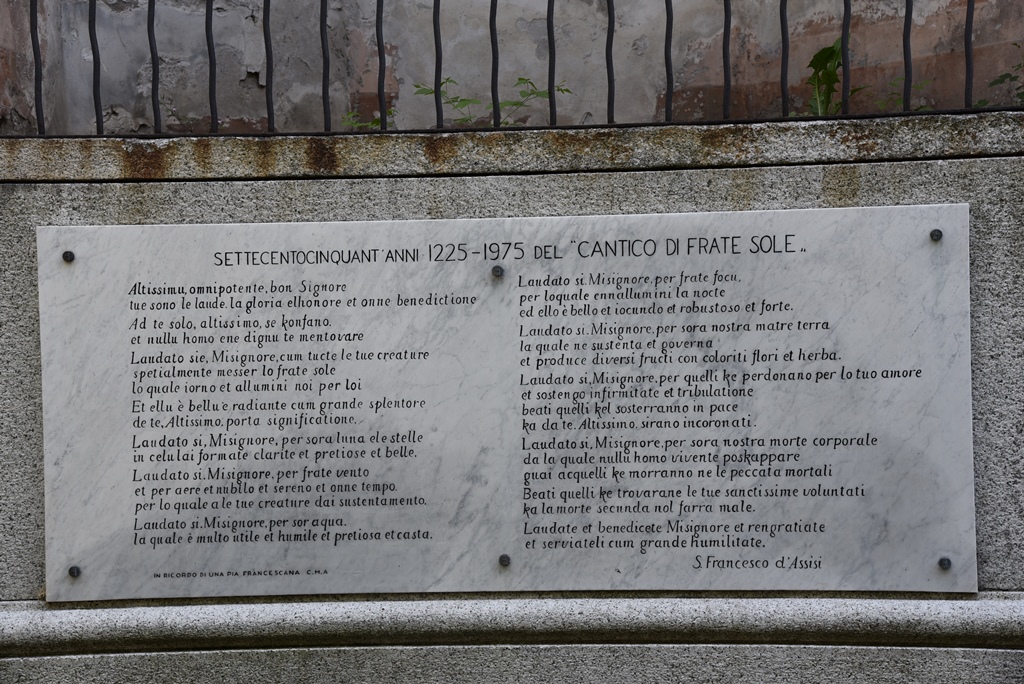 SETTECENTOCINQUANT'ANNI 1225-1975 DEL "CANTICO DI FRATE SOLE„
Altissimu, omnipotente, bon Signore
tue sono le laude. la gloria elhonore et onne benedictione
Ad te solo, altissimo, se konfano.
et nullu homo ene dignu te mentovare
Laudato sie, Misignore, cum tucte le tue creature
spetialmente messer lo frate sole
lo quale iorno et allumini noi per loi
Et ellu è bellu e radiante cum grande splentore
de te, Altissimo. porta significatione.
Laudato si, Misignore, per sora luna ele stelle
in celu lai formate clarite et pretiose et belle.
Laudato si. Misignore, per frate vento
et per aere et nubilo et sereno et onne tempo.
per lo quale a le tue creature dai sustentamento.
Laudato si. Misignore, per sor aqua.
la quale è multo utile et humile et pretiosa et casta.
IN RICORDO DI UNA PIA FRANCESCANA C.M.A
Laudato si. Misignore, per frate focu.
per loquale ennallumini la nocte
ed ello è bello et iocundo et robustoso et forte.
Laudato si. Misignore, per sora nostra matre terra
la quale ne sustenta et governa
et produce diversi fructi con coloriti flori et herba.
Laudato si, Misignore, per quelli ke perdonano per lo tuo amore
et sostengo infirmitate et tribulatione
beati quelli kel sosterranno in pace
ka da te. Altissimo. sirano incoronati.
Laudato si, Misignore, per sora nostra morte corporale
da la quale nullu homo vivente poskappare
guai acquelli ke morranno ne le peccata mortali
Beati quelli ke trovarane le tue sanctissime voluntati
ka la morte secunda nol farra male.
Laudate et benedicete Misignore et rengratiate
et serviateli cum grande humilitate.
S. Francesco d'Assisi